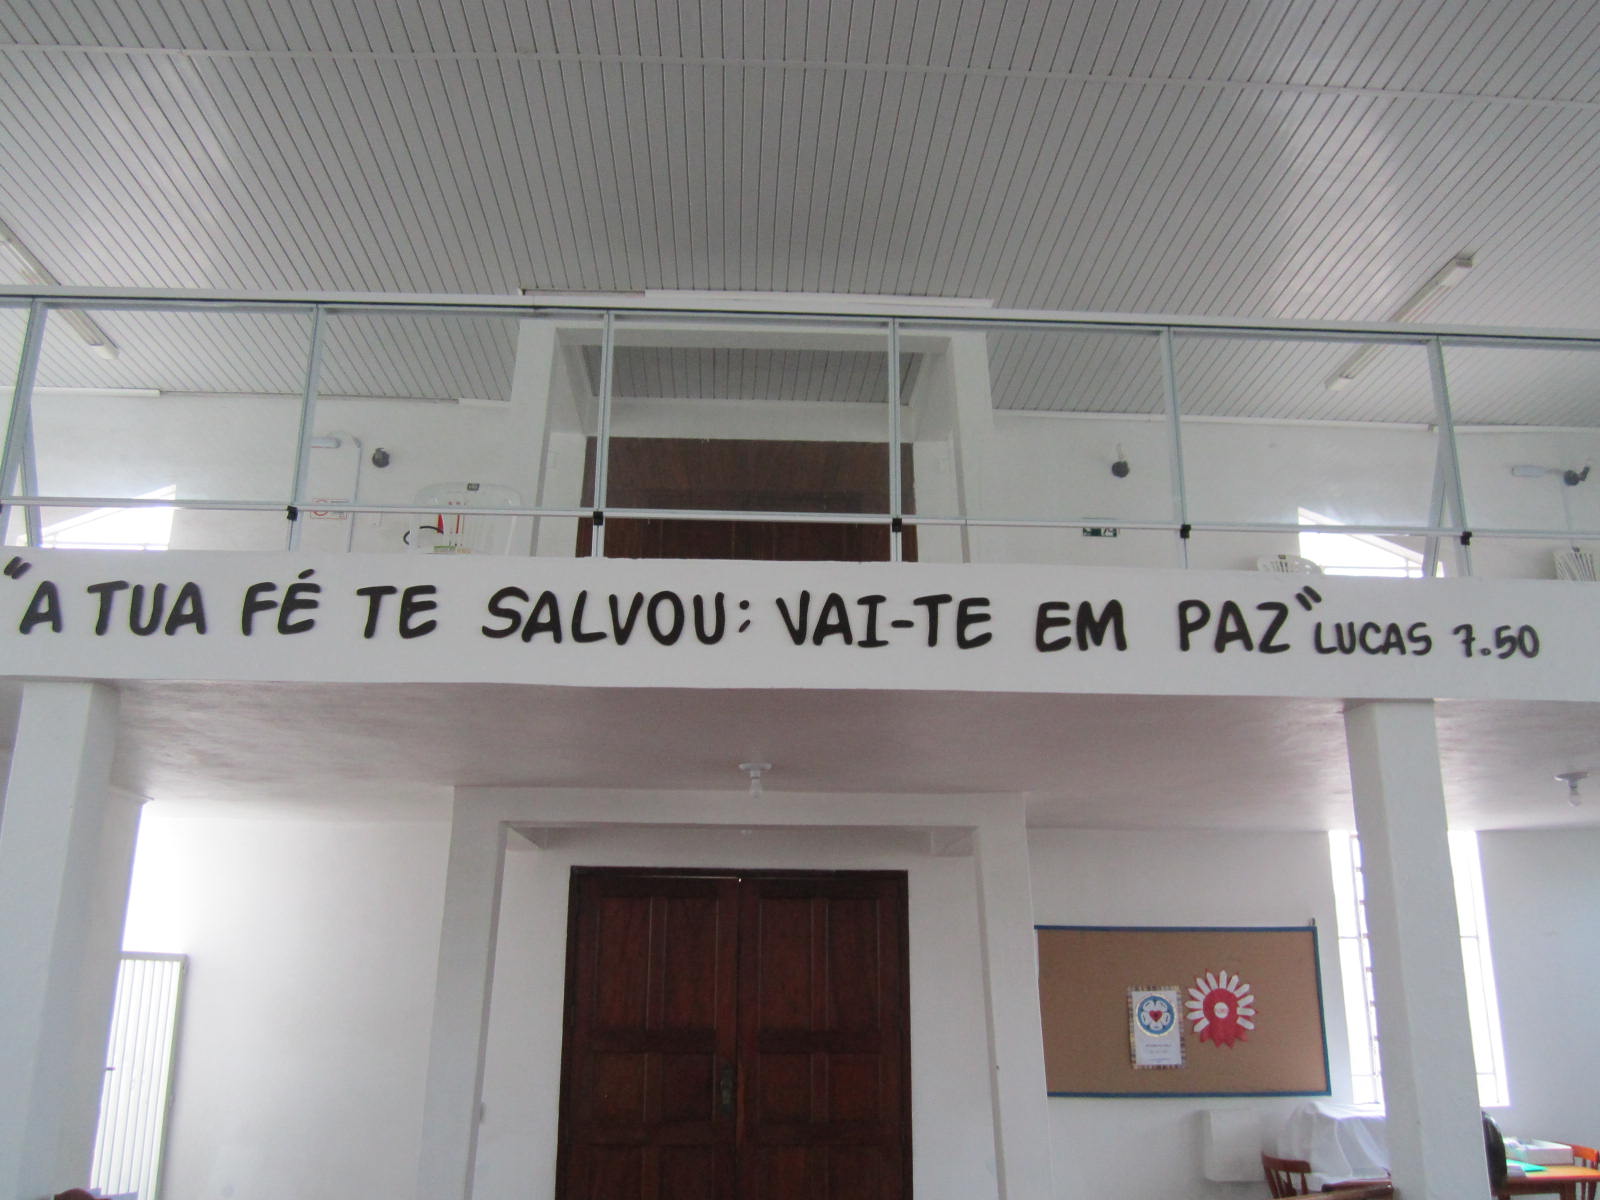 "A TUA FÉ TE SALVOU; VAI-TE EM PAZ" LUCAS 7.50